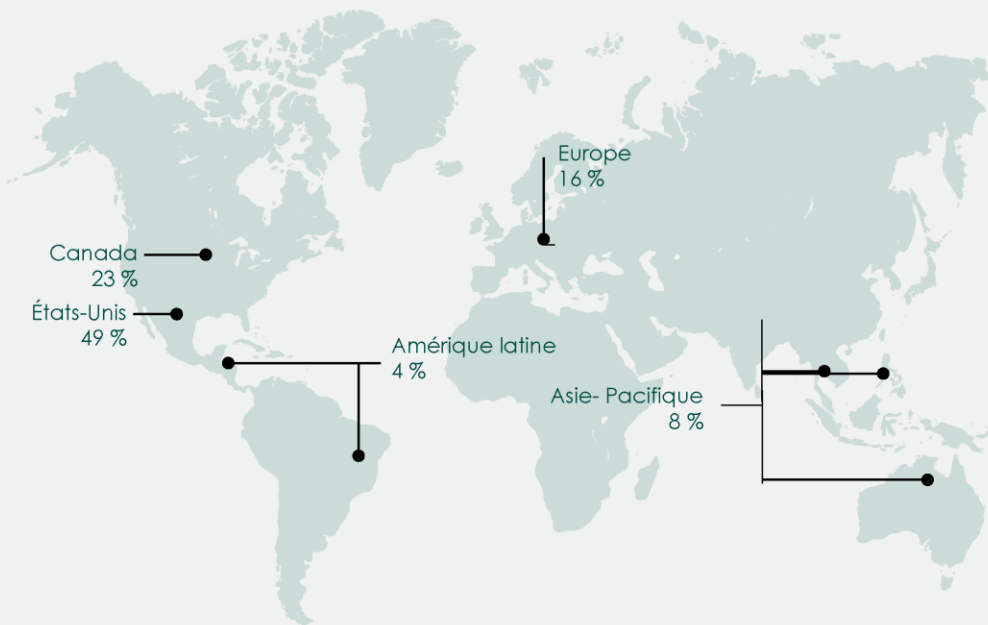 Europe
16 %
Canada
23 %
États-Unis
49 %
Amérique latine
4 %
Asie- Pacifique
8 %